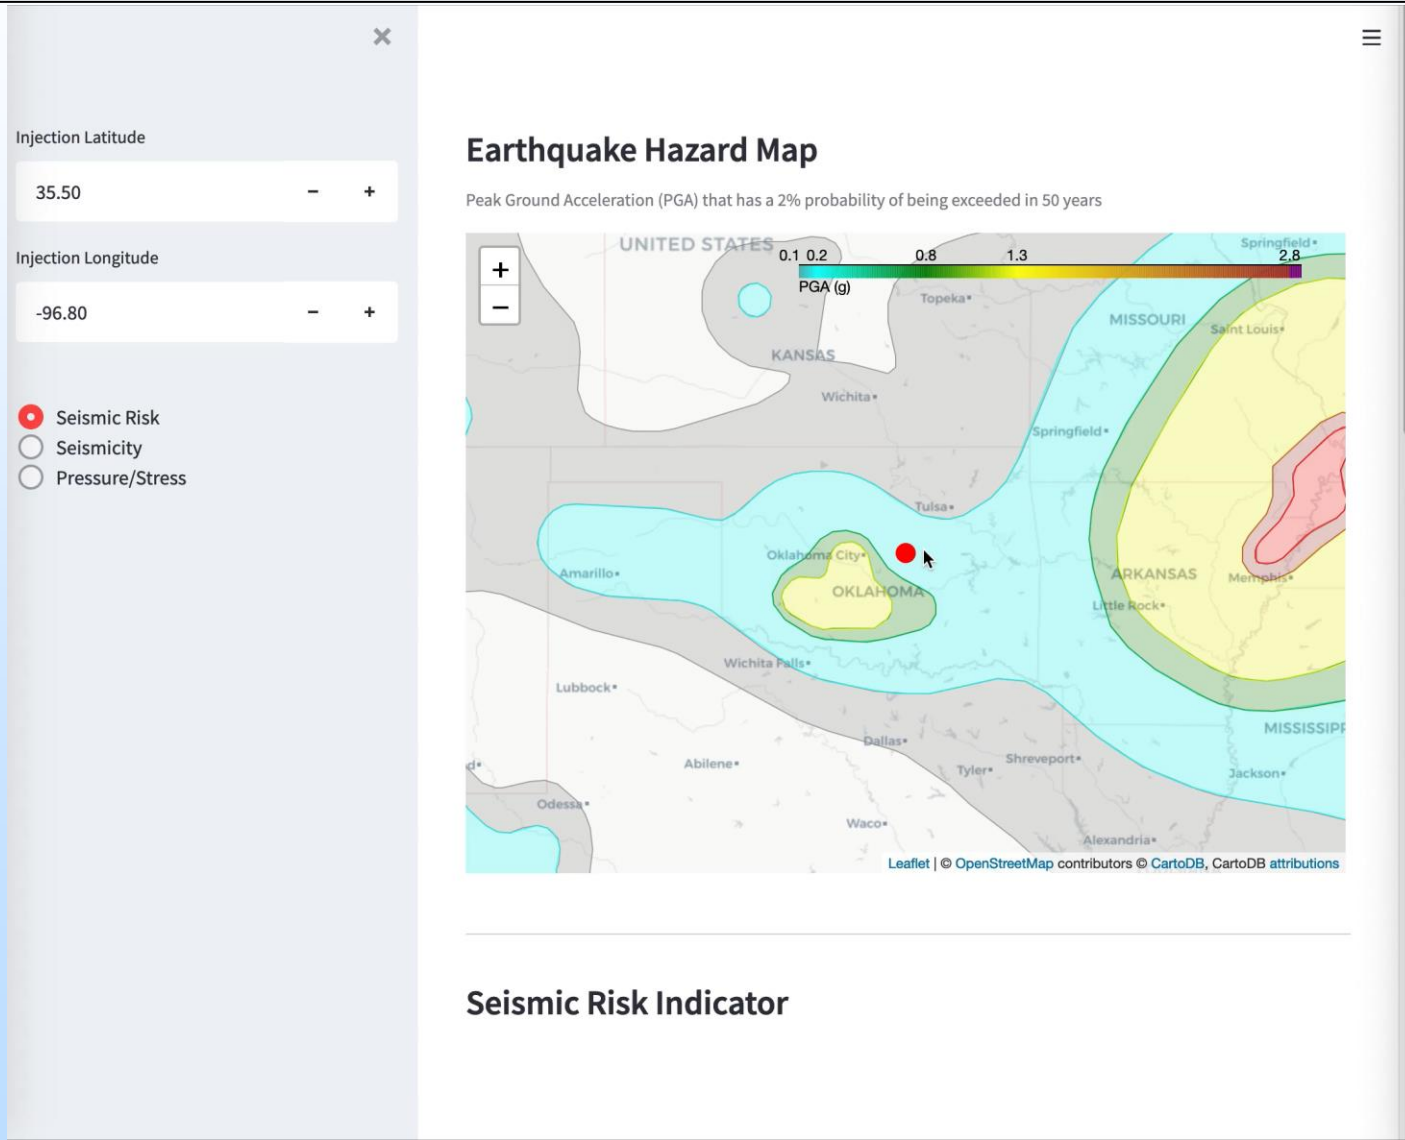 ×
☰
Injection Latitude
35.50 − +
Injection Longitude
-96.80 − +
Seismic Risk
Seismicity
Pressure/Stress
Earthquake Hazard Map
Peak Ground Acceleration (PGA) that has a 2% probability of being exceeded in 50 years
+
−
0.1 0.2 0.8 1.3 2.8
PGA (g)
UNITED STATES
Springfield
Topeka
MISSOURI
Saint Louis
KANSAS
Wichita
Springfield
Tulsa
Oklahoma City
Amarillo
OKLAHOMA
ARKANSAS
Memphis
Little Rock
Wichita Falls
Lubbock
MISSISSIPP
Dallas
Shreveport
d
Abilene
Tyler
Jackson
Odessa
Waco
Alexandria
Leaflet | © OpenStreetMap contributors © CartoDB, CartoDB attributions
Seismic Risk Indicator